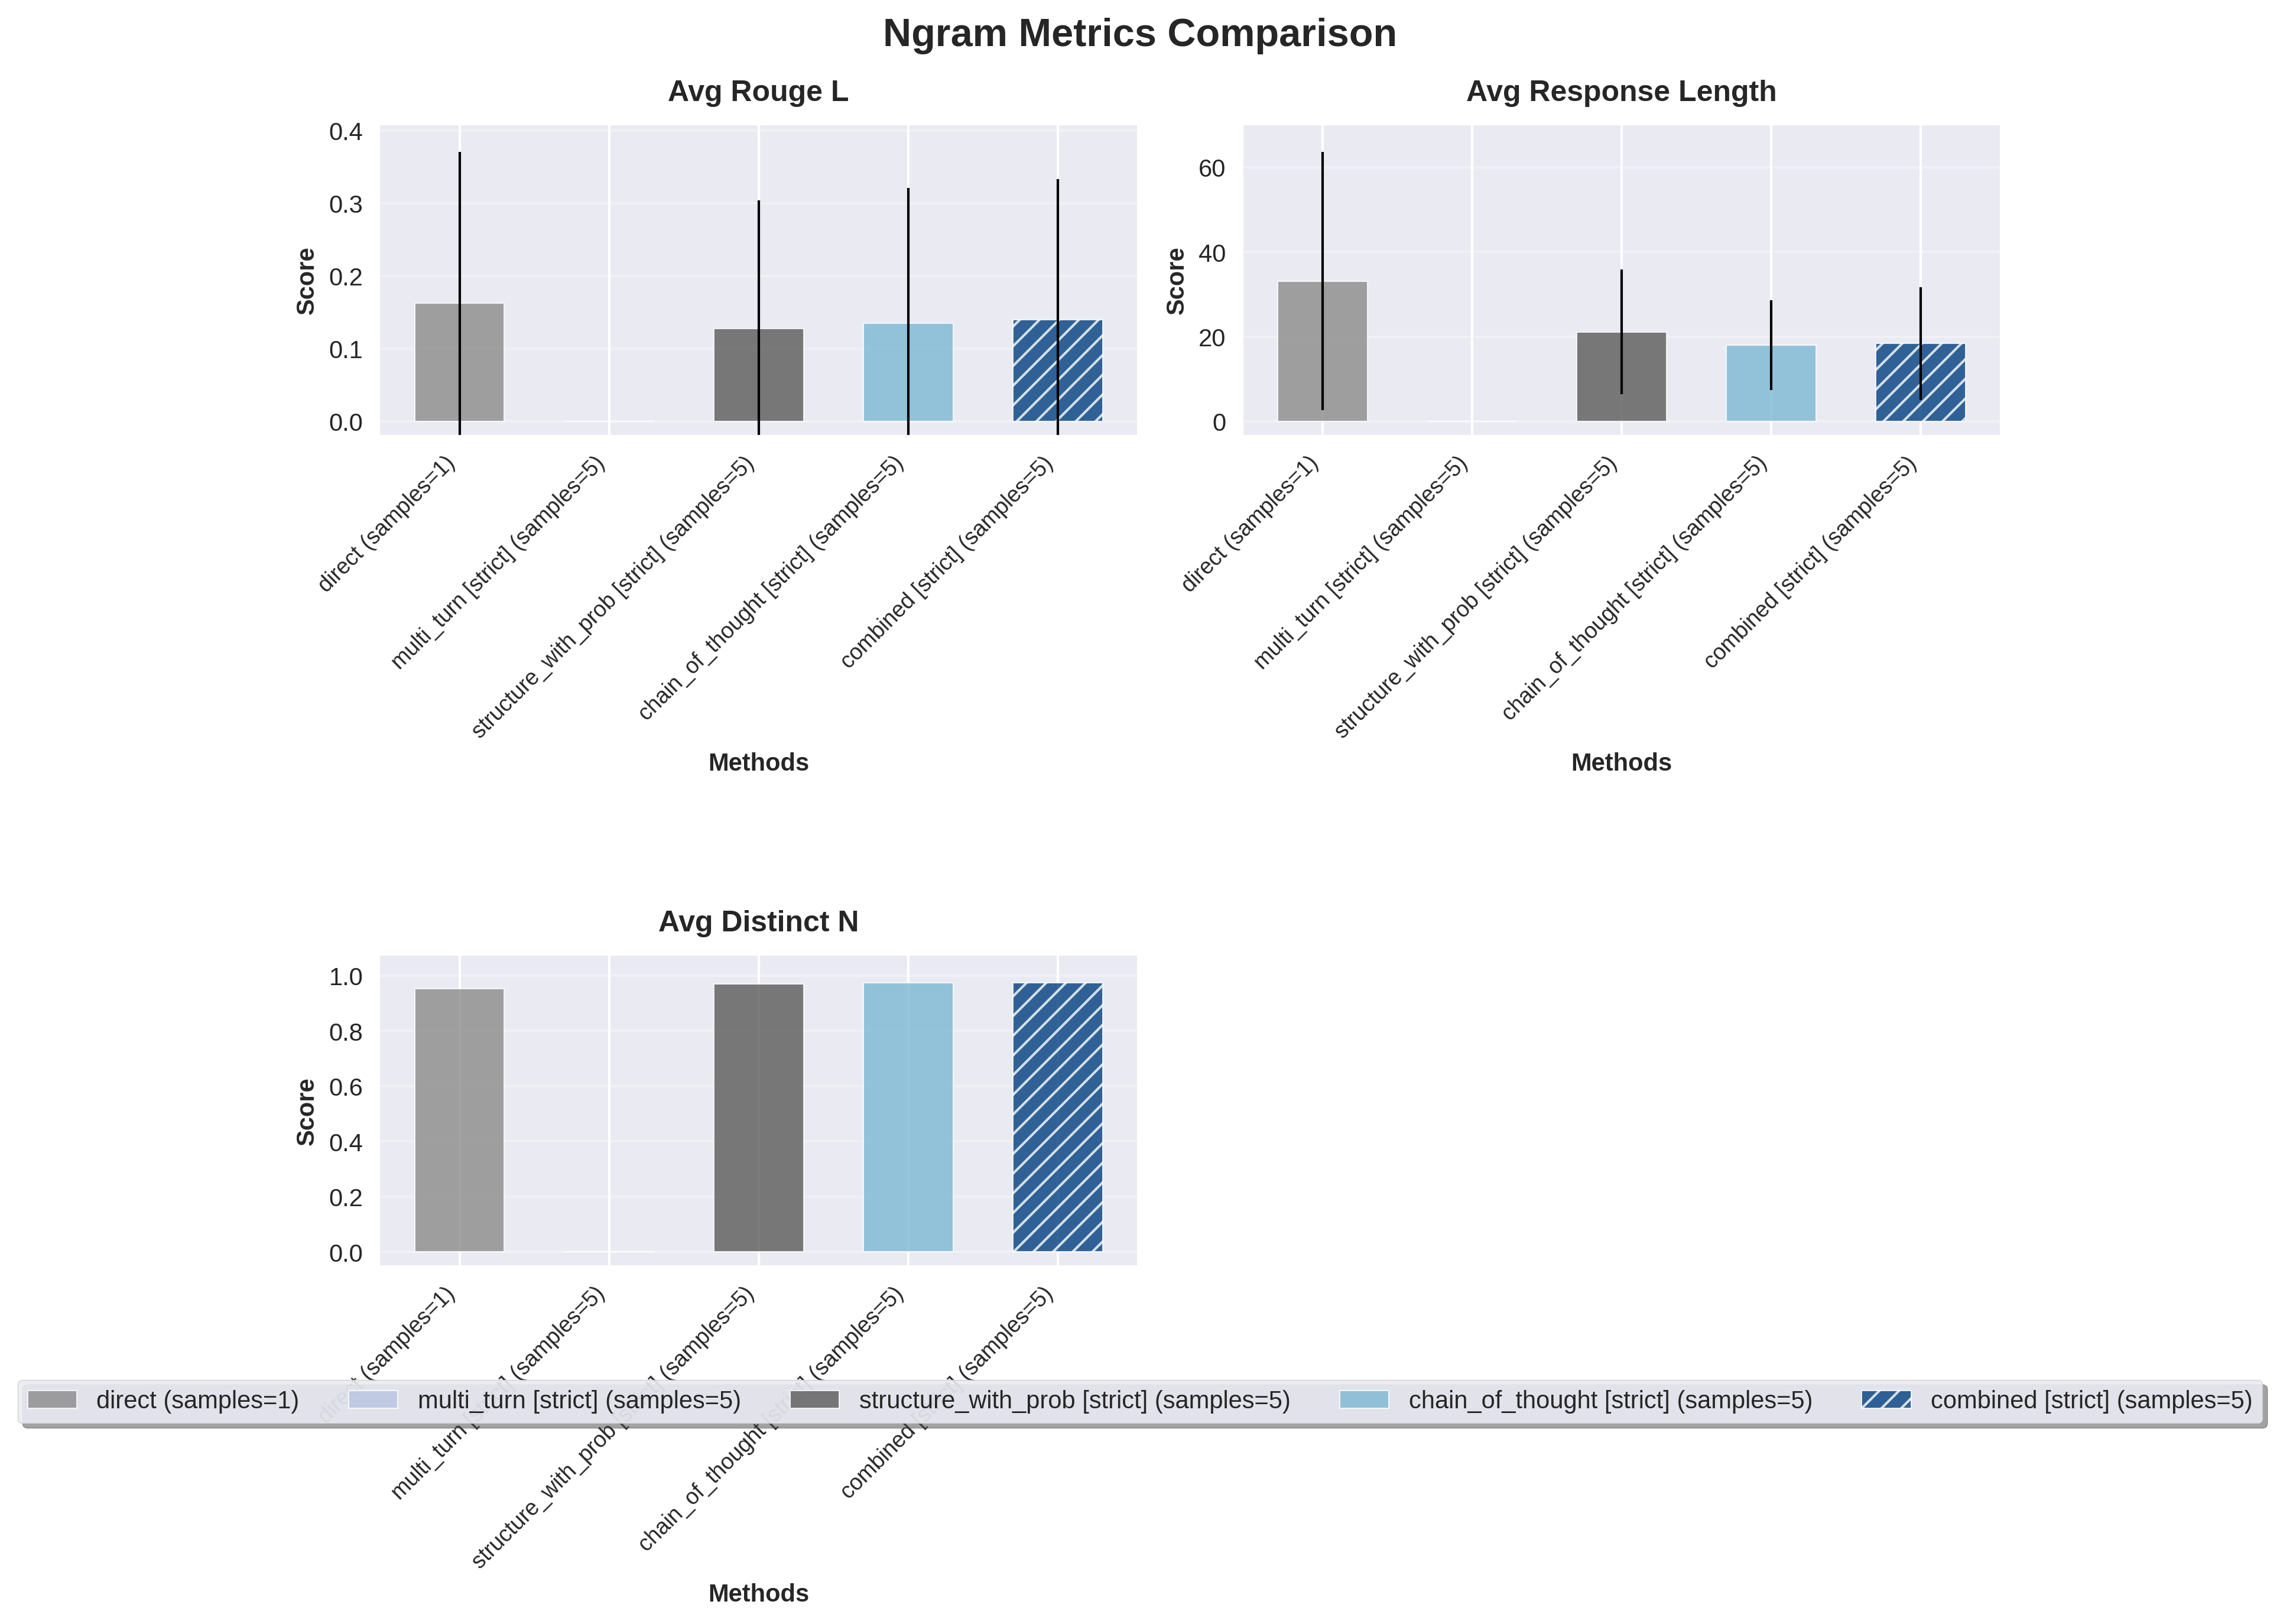 Ngram Metrics Comparison
Avg Rouge L
0.4
0.3
0.2
0.1
0.0
Score
direct (samples=1)
multi_turn [strict] (samples=5)
structure_with_prob [strict] (samples=5)
chain_of_thought [strict] (samples=5)
combined [strict] (samples=5)
Methods
Avg Response Length
60
40
20
0
Score
direct (samples=1)
multi_turn [strict] (samples=5)
structure_with_prob [strict] (samples=5)
chain_of_thought [strict] (samples=5)
combined [strict] (samples=5)
Methods
Avg Distinct N
1.0
0.8
0.6
0.4
0.2
0.0
Score
direct (samples=1)
multi_turn [strict] (samples=5)
structure_with_prob [strict] (samples=5)
chain_of_thought [strict] (samples=5)
combined [strict] (samples=5)
Methods
direct (samples=1)
multi_turn [strict] (samples=5)
structure_with_prob [strict] (samples=5)
chain_of_thought [strict] (samples=5)
combined [strict] (samples=5)